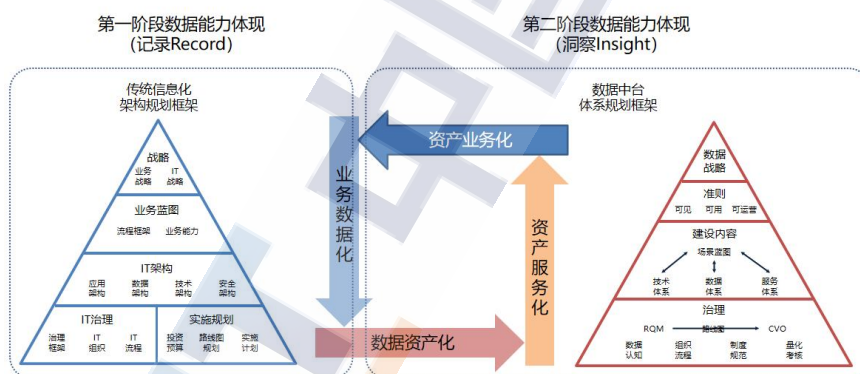 第一阶段数据能力体现
（记录Record）
第二阶段数据能力体现
（洞察Insight）
传统信息化
架构规划框架
战略
业务 IT
战略 战略
业务蓝图
流程框架 业务能力
IT架构
应用 数据 技术 安全
架构 架构 架构 架构
IT治理
治理 IT IT
框架 组织 流程
实施规划
投资 路线图 实施
预算 规划 计划
业务数据化
资产业务化
资产服务化
数据资产化
数据中台
体系规划框架
数据
战略
准则
可见 可用 可运营
建设内容
场景蓝图
技术 数据 服务
体系 体系 体系
治理
RQM 路线图 CVO
数据 组织 制度 量化
认知 流程 规范 考核